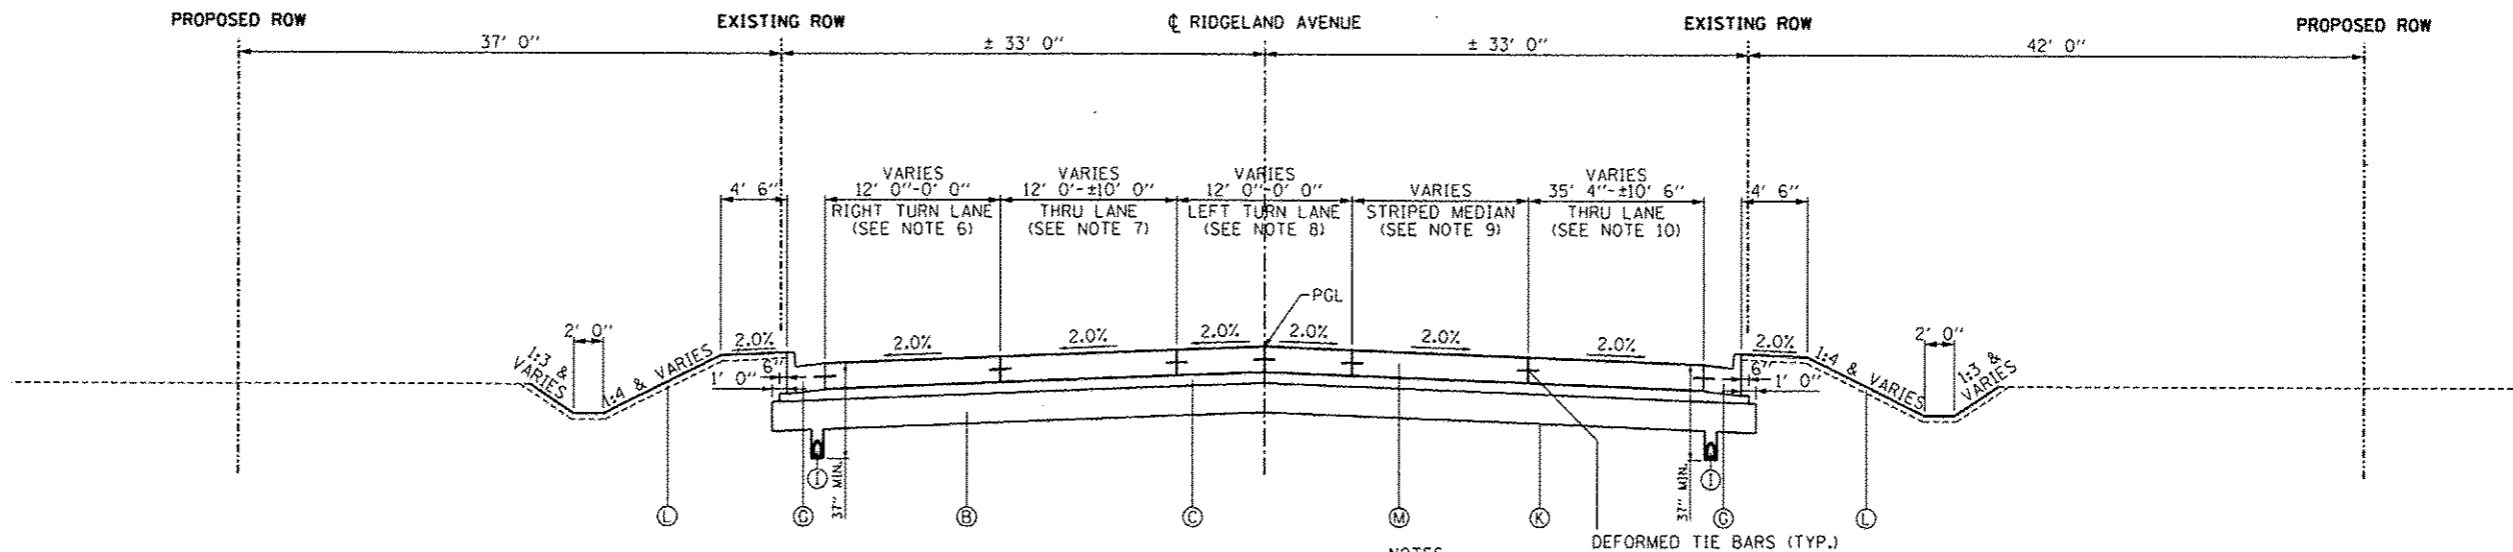 PROPOSED ROW
EXISTING ROW
℄ RIDGELAND AVENUE
EXISTING ROW
PROPOSED ROW
37' 0"
± 33' 0"
± 33' 0"
42' 0"
4' 6"
VARIES
12' 0"-0' 0"
RIGHT TURN LANE
(SEE NOTE 6)
VARIES
12' 0'-±10' 0"
THRU LANE
(SEE NOTE 7)
VARIES
12' 0"-0' 0"
LEFT TURN LANE
(SEE NOTE 8)
VARIES
STRIPED MEDIAN
(SEE NOTE 9)
VARIES
35' 4"-±10' 6"
THRU LANE
(SEE NOTE 10)
4' 6"
PGL
2' 0"
1:3 &
VARIES
1:4 & VARIES
2.0%
2.0%
2.0%
2.0%
2.0%
2.0%
2.0%
2.0%
1:4 & VARIES
2' 0"
1:3 &
VARIES
6"
1' 0"
6"
1' 0"
37" MIN.
37" MIN.
I
I
L
G
B
C
M
K
G
L
DEFORMED TIE BARS (TYP.)
NOTES